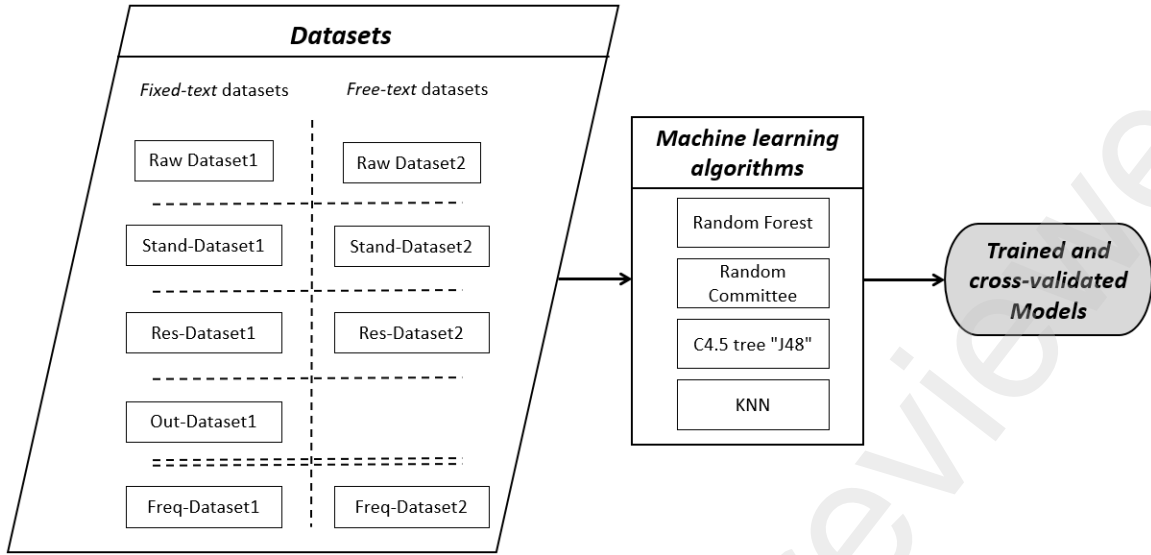 Datasets
Fixed-text datasets
Free-text datasets
Raw Dataset1
Raw Dataset2
Stand-Dataset1
Stand-Dataset2
Res-Dataset1
Res-Dataset2
Out-Dataset1
Freq-Dataset1
Freq-Dataset2
Machine learning
algorithms
Random Forest
Random
Committee
C4.5 tree "J48"
KNN
Trained and
cross-validated
Models